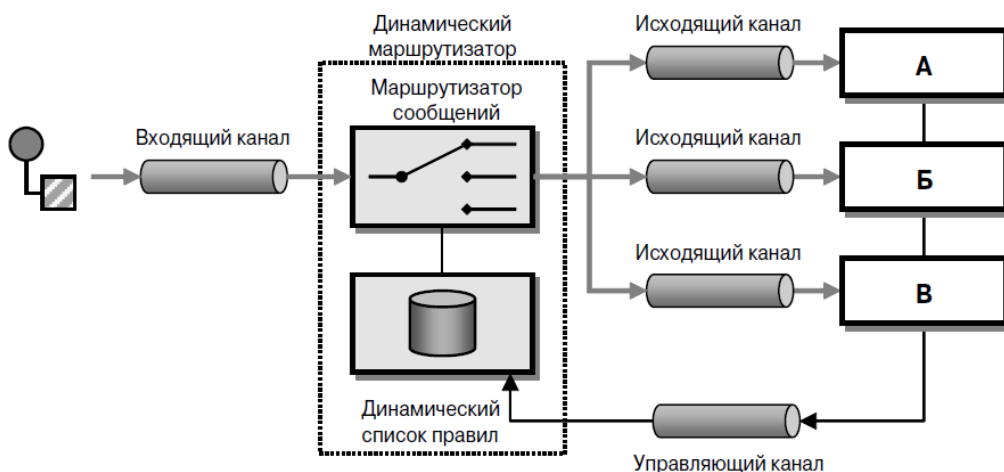 Динамический
маршрутизатор
Исходящий канал
А
Маршрутизатор
сообщений
Входящий канал
Исходящий канал
Б
Исходящий канал
В
Динамический
список правил
Управляющий канал